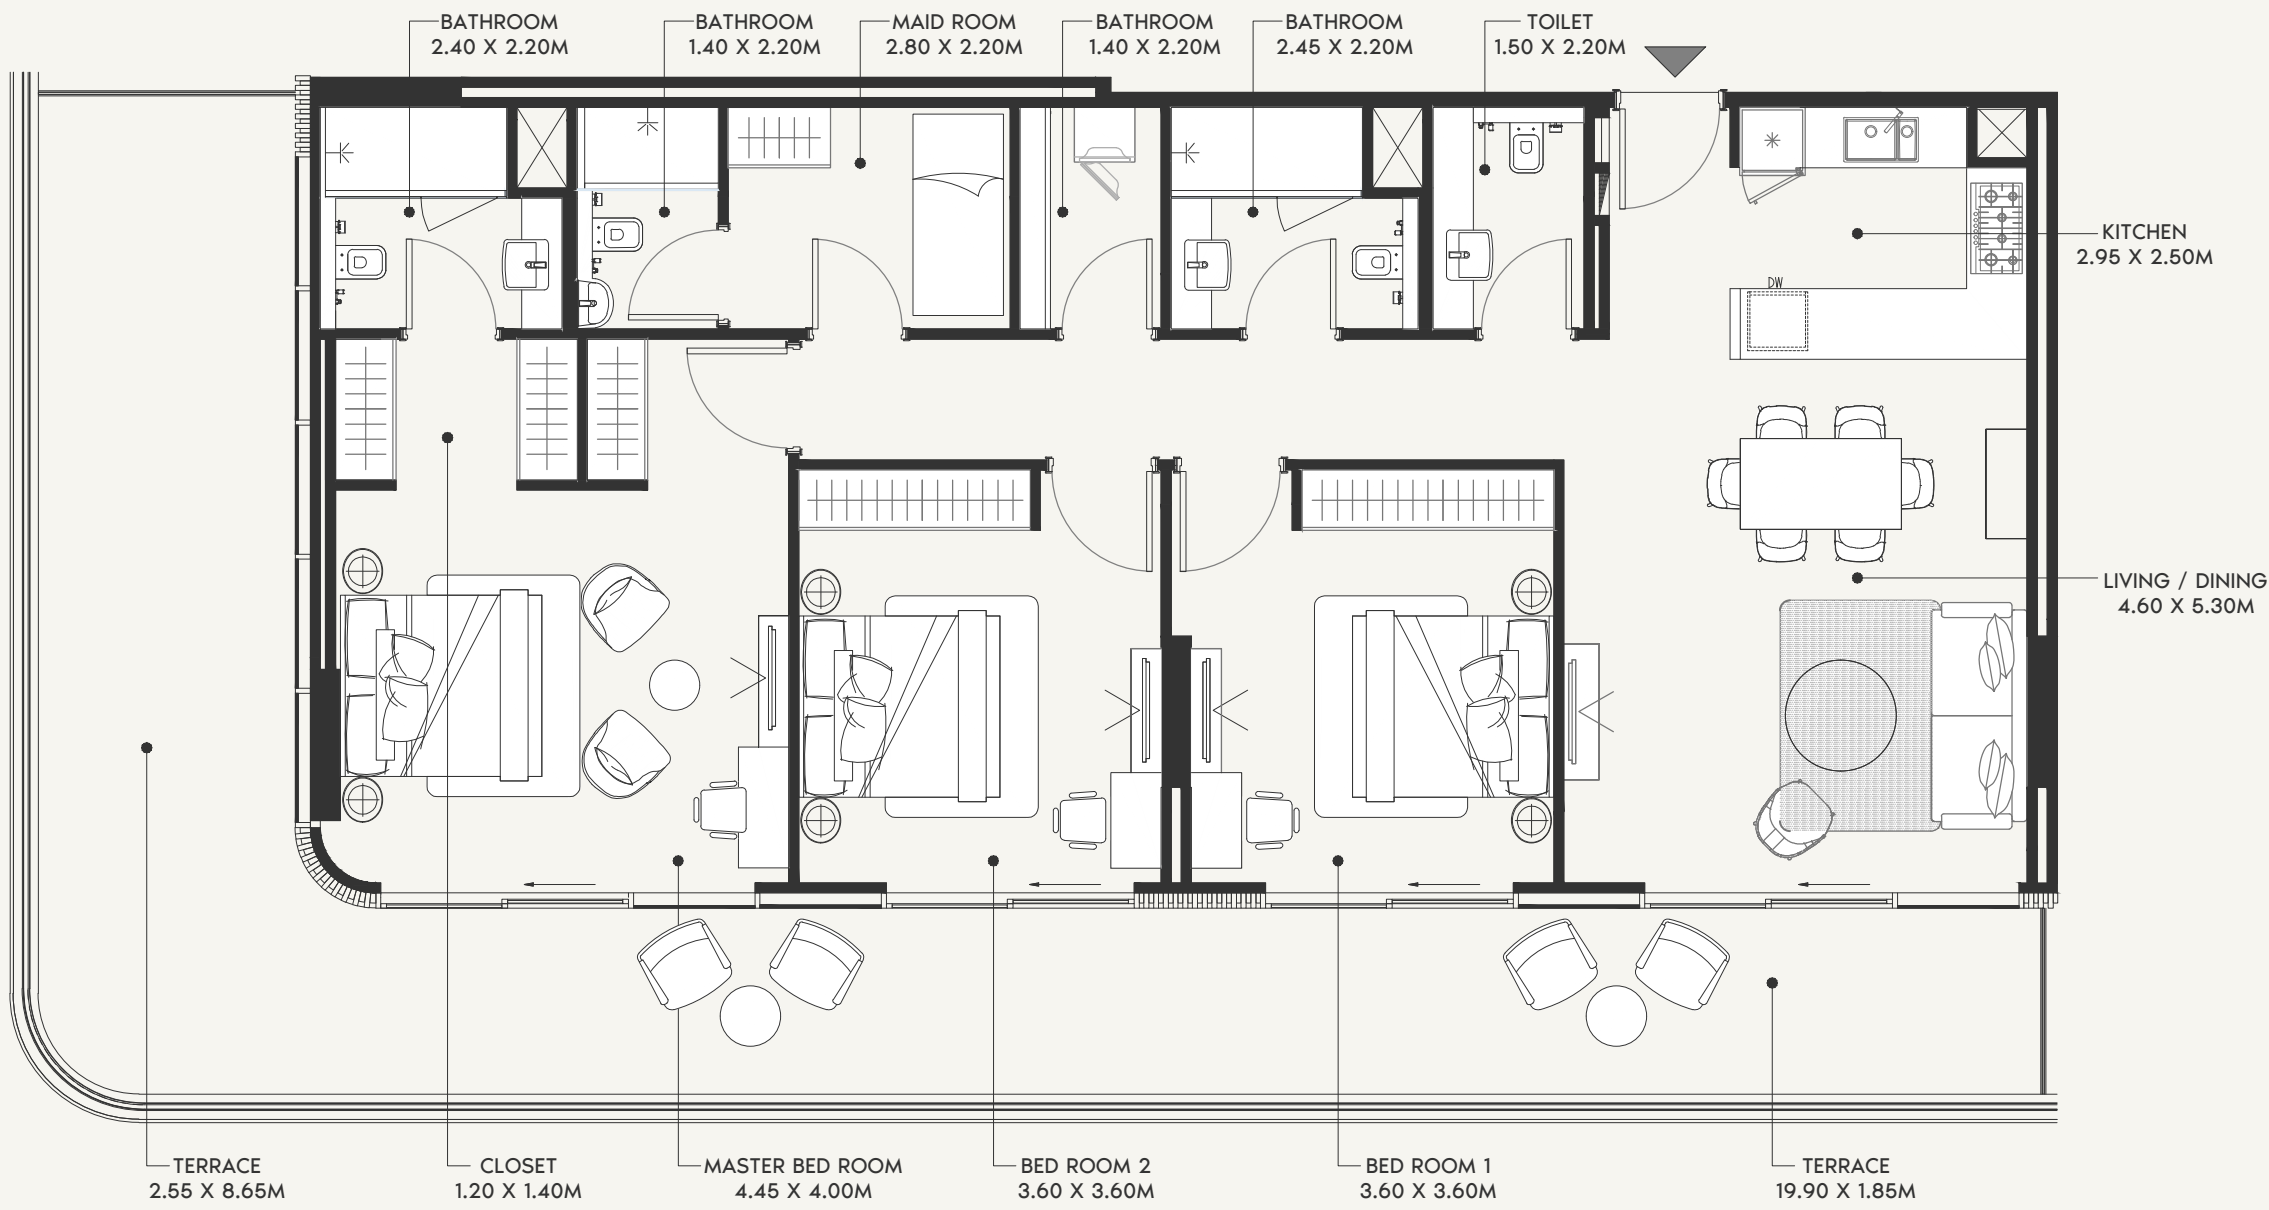 BATHROOM
2.40 X 2.20M
BATHROOM
1.40 X 2.20M
MAID ROOM
2.80 X 2.20M
BATHROOM
1.40 X 2.20M
BATHROOM
2.45 X 2.20M
TOILET
1.50 X 2.20M
KITCHEN
2.95 X 2.50M
DW
LIVING / DINING
4.60 X 5.30M
TERRACE
2.55 X 8.65M
CLOSET
1.20 X 1.40M
MASTER BED ROOM
4.45 X 4.00M
BED ROOM 2
3.60 X 3.60M
BED ROOM 1
3.60 X 3.60M
TERRACE
19.90 X 1.85M